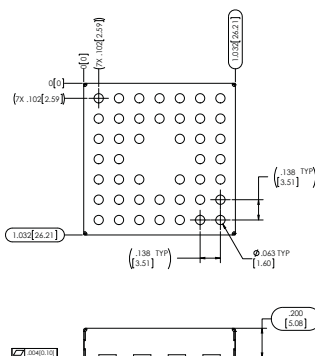 0[0]
(7X .102[2.59])
1.032[26.21]
0[0]
(7X .102[2.59])
(.138 TYP)
[3.51]
1.032[26.21]
(.138 TYP)
[3.51]
Ø.063 TYP
[1.60]
.200
[5.08]
.004[0.10]